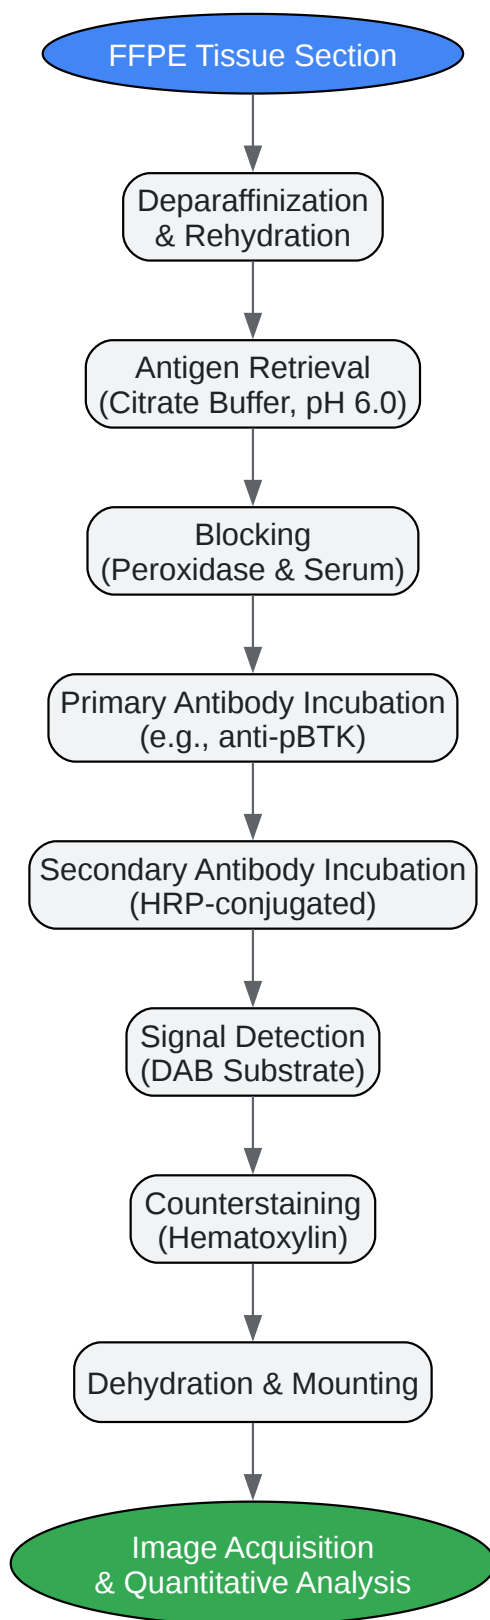 FFPE Tissue Section
Deparaffinization
& Rehydration
Antigen Retrieval
(Citrate Buffer, pH 6.0)
Blocking
(Peroxidase & Serum)
Primary Antibody Incubation
(e.g., anti-pBTK)
Secondary Antibody Incubation
(HRP-conjugated)
Signal Detection
(DAB Substrate)
Counterstaining
(Hematoxylin)
Dehydration & Mounting
Image Acquisition
& Quantitative Analysis